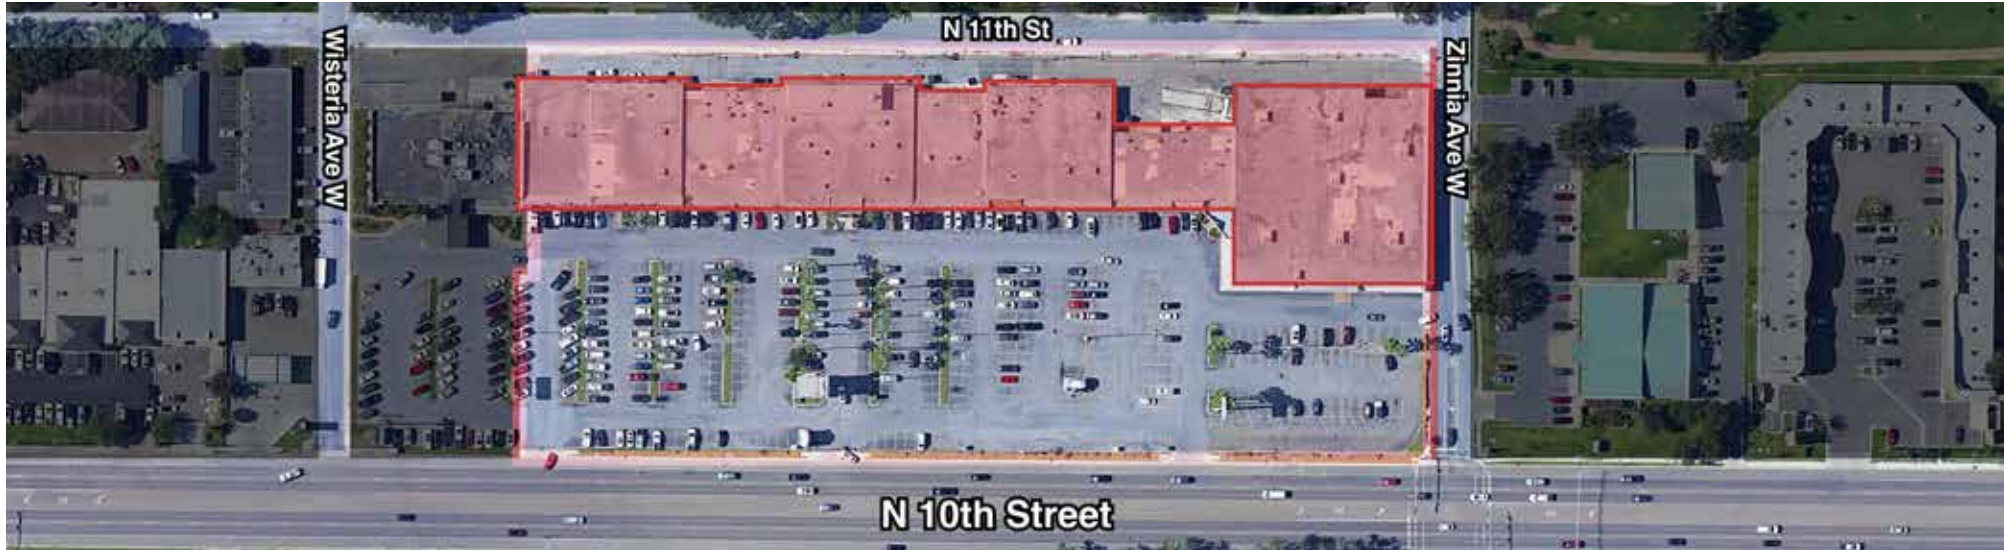 N 11th St
Wisteria Ave W
Zinnia Ave W
N 10th Street